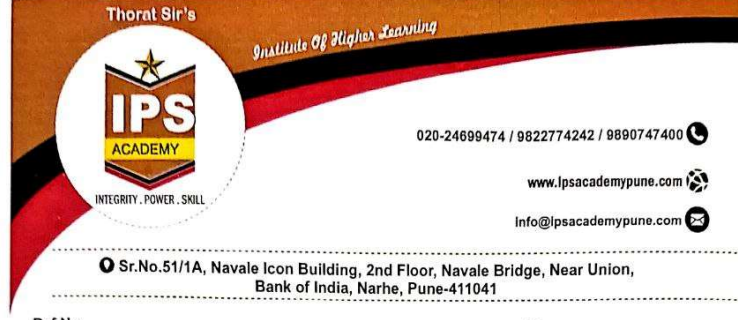 Thorat Sir's
Institute Of Higher Learning
IPS
ACADEMY
INTEGRITY . POWER . SKILL
020-24699474 / 9822774242 / 9890747400
www.ipsacademypune.com
info@ipsacademypune.com
Sr.No.51/1A, Navale Icon Building, 2nd Floor, Navale Bridge, Near Union,
Bank of India, Narhe, Pune-411041